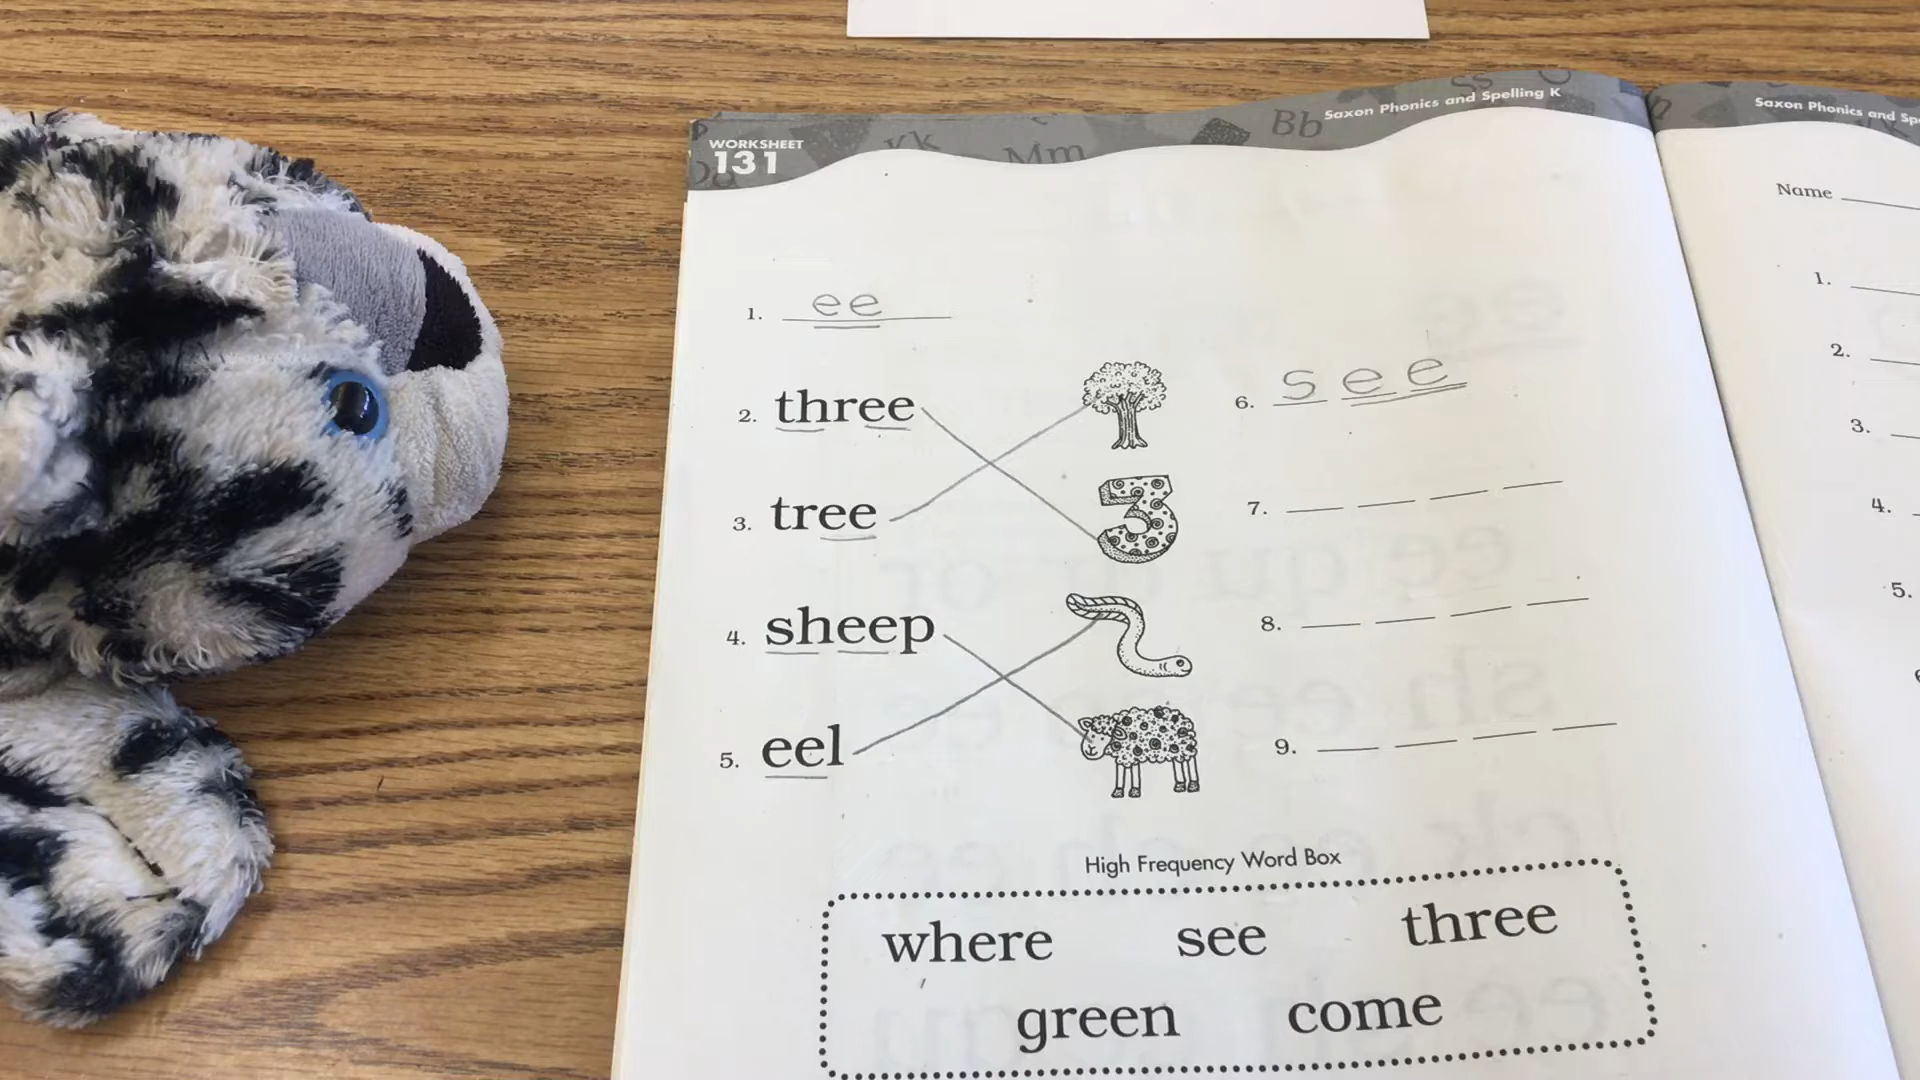 WORKSHEET
131
Saxon Phonics and Spelling K
Kk
Mm
Bb
1. ee
2. three
3. tree
4. sheep
5. eel
3
6. see
7.
8.
9.
High Frequency Word Box
where see three
green come
Saxon Phonics and
Name
1.
2.
3.
4.
5.